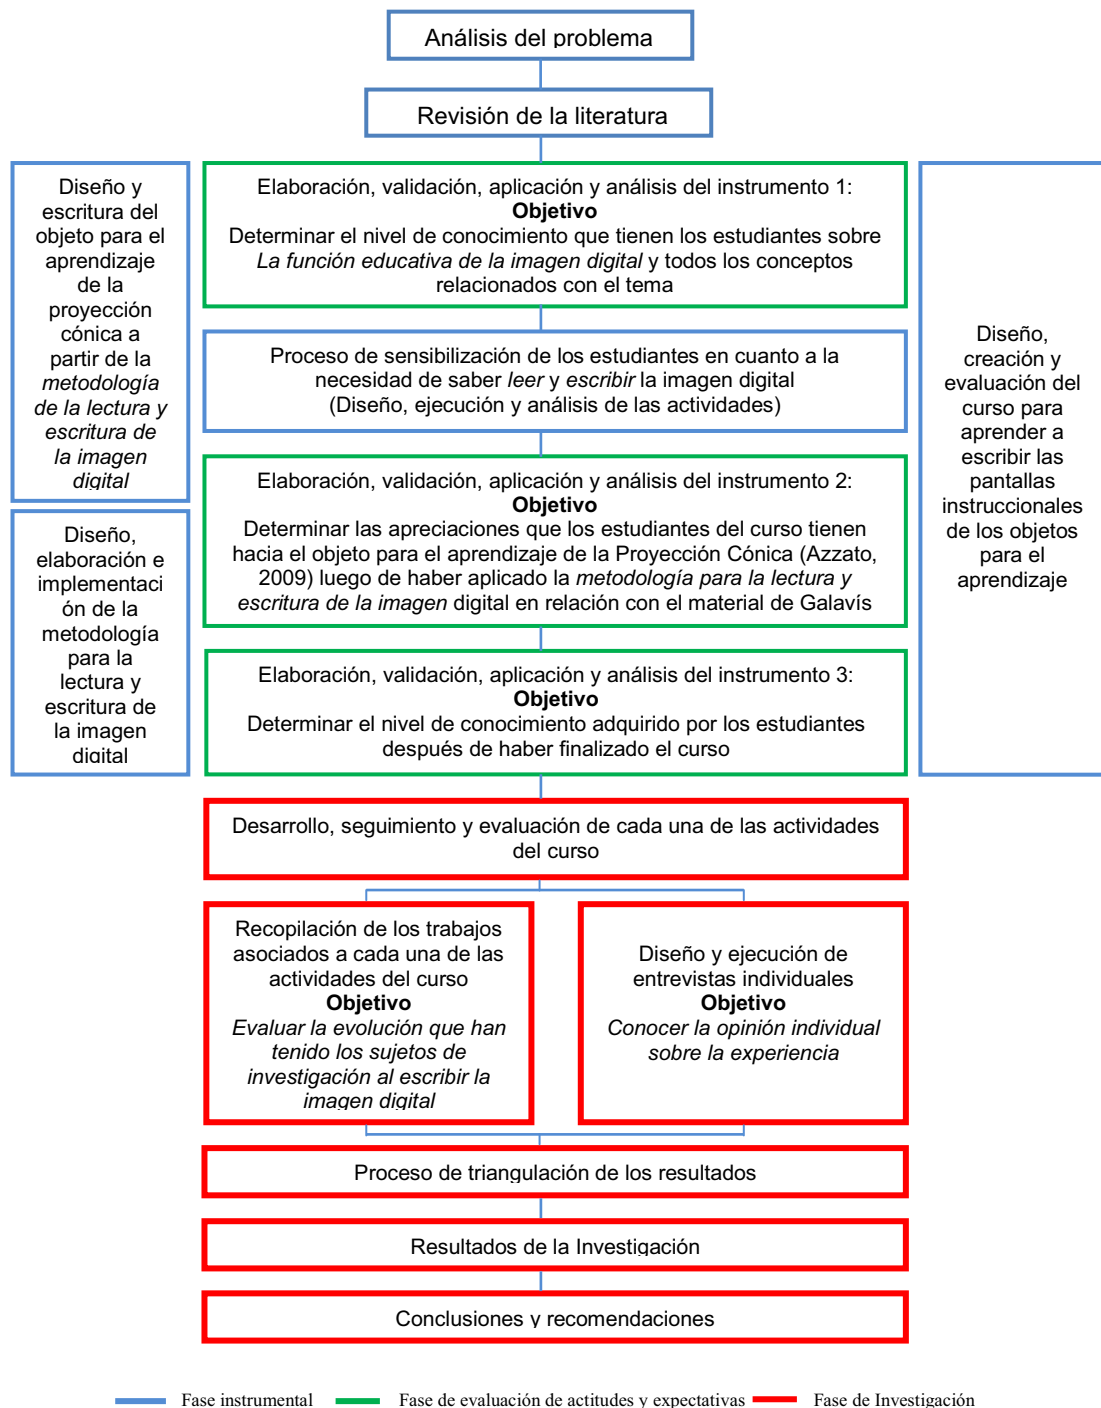 Análisis del problema
Revisión de la literatura
Diseño y
escritura del
objeto para el
aprendizaje
de la
proyección
cónica a
partir de la
metodología
de la lectura y
escritura de
la imagen
digital
Diseño,
elaboración e
implementaci
ón de la
metodología
para la
lectura y
escritura de
la imagen
digital
Elaboración, validación, aplicación y análisis del instrumento 1:
Objetivo
Determinar el nivel de conocimiento que tienen los estudiantes sobre
La función educativa de la imagen digital y todos los conceptos
relacionados con el tema
Proceso de sensibilización de los estudiantes en cuanto a la
necesidad de saber leer y escribir la imagen digital
(Diseño, ejecución y análisis de las actividades)
Elaboración, validación, aplicación y análisis del instrumento 2:
Objetivo
Determinar las apreciaciones que los estudiantes del curso tienen
hacia el objeto para el aprendizaje de la Proyección Cónica (Azzato,
2009) luego de haber aplicado la metodología para la lectura y
escritura de la imagen digital en relación con el material de Galavís
Elaboración, validación, aplicación y análisis del instrumento 3:
Objetivo
Determinar el nivel de conocimiento adquirido por los estudiantes
después de haber finalizado el curso
Diseño,
creación y
evaluación del
curso para
aprender a
escribir las
pantallas
instruccionales
de los objetos
para el
aprendizaje
Desarrollo, seguimiento y evaluación de cada una de las actividades
del curso
Recopilación de los trabajos
asociados a cada una de las
actividades del curso
Objetivo
Evaluar la evolución que han
tenido los sujetos de
investigación al escribir la
imagen digital
Diseño y ejecución de
entrevistas individuales
Objetivo
Conocer la opinión individual
sobre la experiencia
Proceso de triangulación de los resultados
Resultados de la Investigación
Conclusiones y recomendaciones
Fase instrumental
Fase de evaluación de actitudes y expectativas
Fase de Investigación